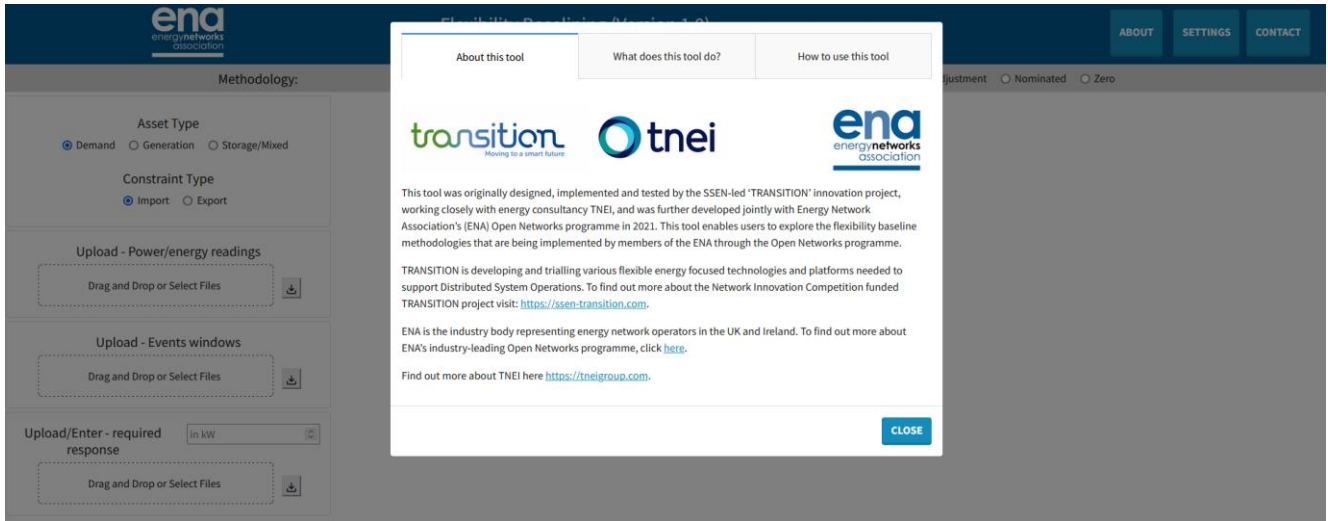 ena
energynetworks
association
Flexibility Baselining (Version 1.0)
ABOUT
SETTINGS
CONTACT
Methodology:
djustment
Nominated
Zero
Asset Type
Demand
Generation
Storage/Mixed
Constraint Type
Import
Export
Upload - Power/energy readings
Drag and Drop or Select Files
Upload - Events windows
Drag and Drop or Select Files
Upload/Enter - required
response
in kW
Drag and Drop or Select Files
About this tool
What does this tool do?
How to use this tool
transition
Moving to a smart future
tnei
ena
energynetworks
association
This tool was originally designed, implemented and tested by the SSEN-led ‘TRANSITION’ innovation project,
working closely with energy consultancy TNEI, and was further developed jointly with Energy Network
Association’s (ENA) Open Networks programme in 2021. This tool enables users to explore the flexibility baseline
methodologies that are being implemented by members of the ENA through the Open Networks programme.
TRANSITION is developing and trialling various flexible energy focused technologies and platforms needed to
support Distributed System Operations. To find out more about the Network Innovation Competition funded
TRANSITION project visit: https://ssen-transition.com.
ENA is the industry body representing energy network operators in the UK and Ireland. To find out more about
ENA’s industry-leading Open Networks programme, click here.
Find out more about TNEI here https://tneigroup.com.
CLOSE